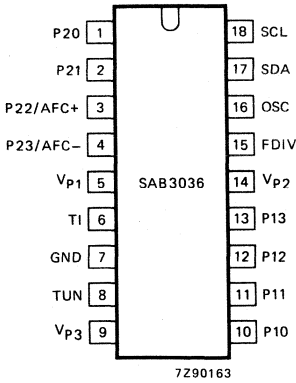 P20 1 18 SCL
P21 2 17 SDA
P22/AFC+ 3 16 OSC
P23/AFC− 4 15 FDIV
VP1 5 SAB3036 14 VP2
TI 6 13 P13
GND 7 12 P12
TUN 8 11 P11
VP3 9 10 P10
7Z90163